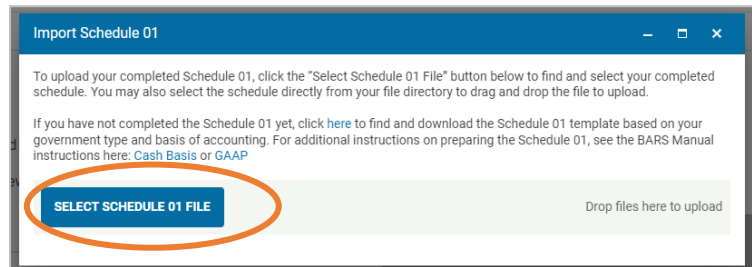 Import Schedule 01
To upload your completed Schedule 01, click the “Select Schedule 01 File” button below to find and select your completed
schedule. You may also select the schedule directly from your file directory to drag and drop the file to upload.
If you have not completed the Schedule 01 yet, click here to find and download the Schedule 01 template based on your
government type and basis of accounting. For additional instructions on preparing the Schedule 01, see the BARS Manual
instructions here: Cash Basis or GAAP
SELECT SCHEDULE 01 FILE
Drop files here to upload